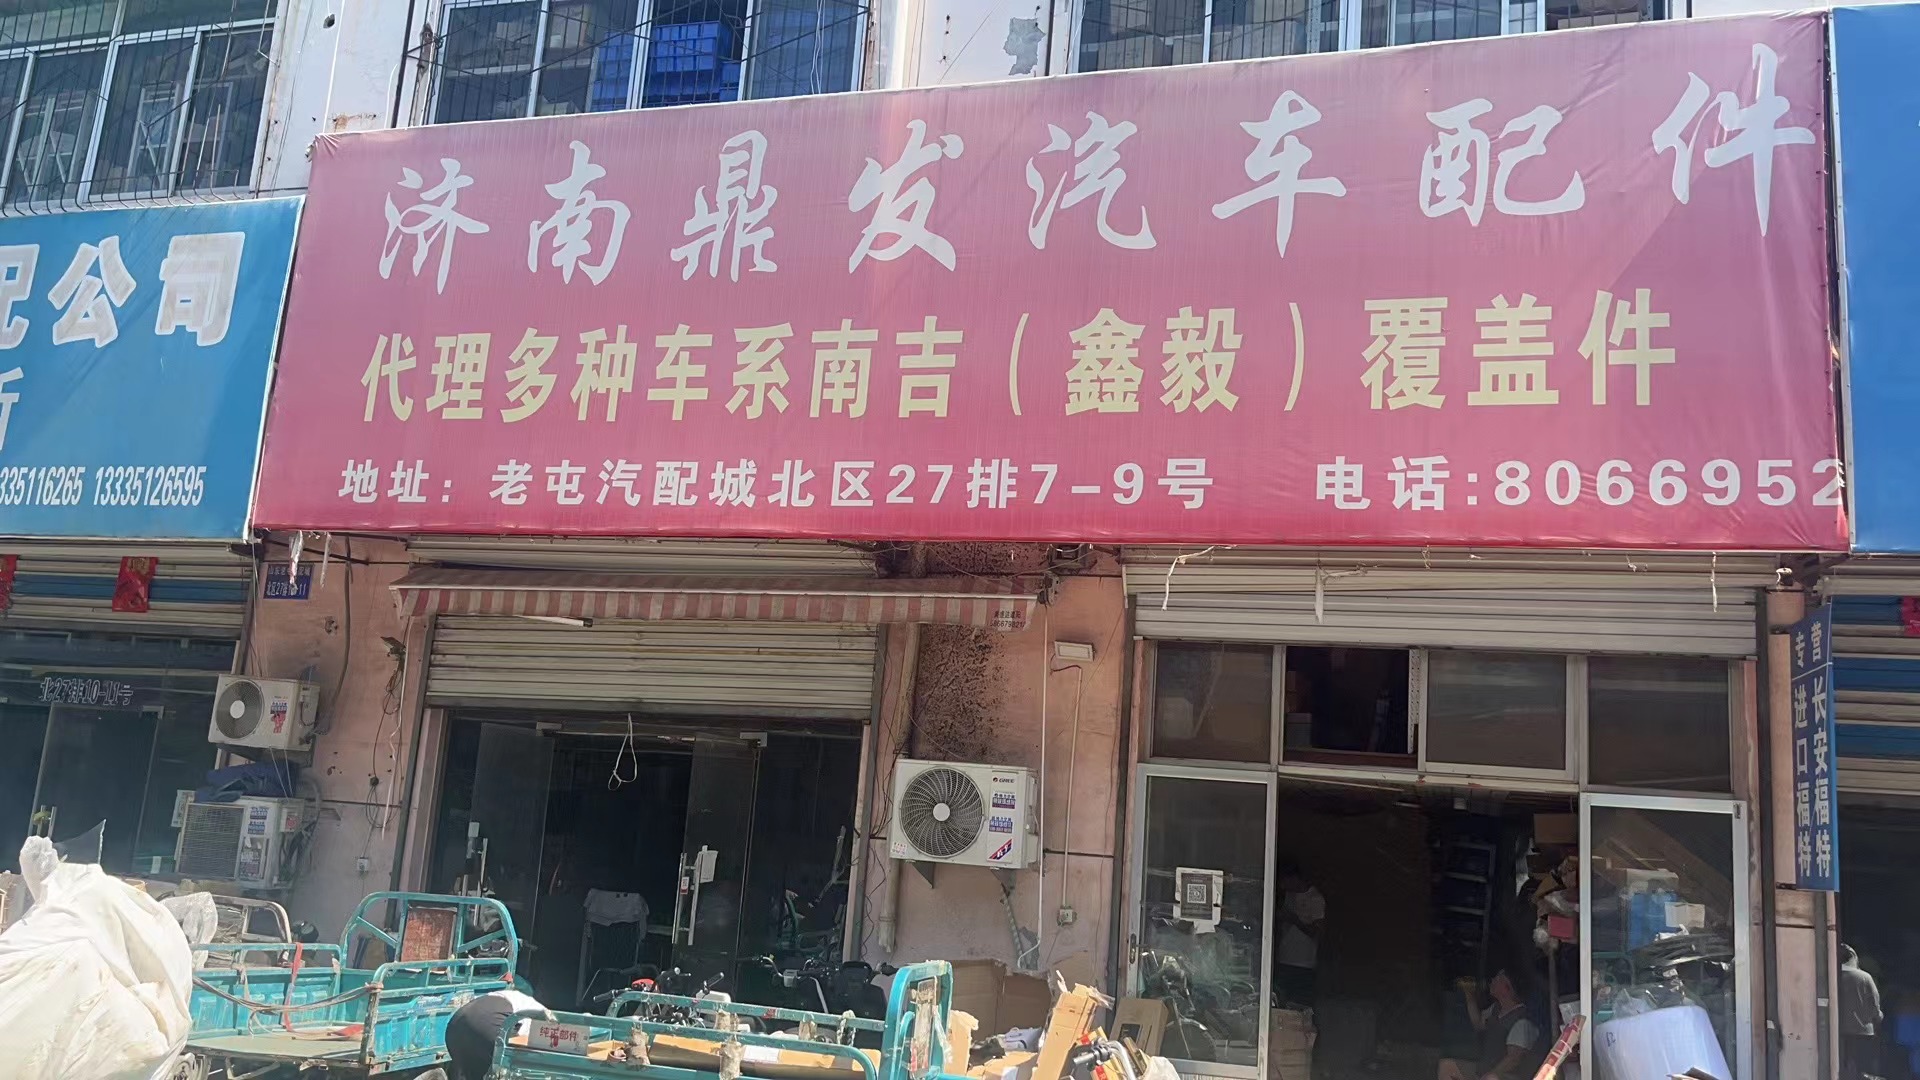 济南鼎发汽车配件
代理多种车系南吉（鑫毅）覆盖件
地址：老屯汽配城北区27排7-9号 电话:8066952
公司
335116265 13335126595
北27排10-11号
专营
进口福特
长安福特
GREE
纯正部件